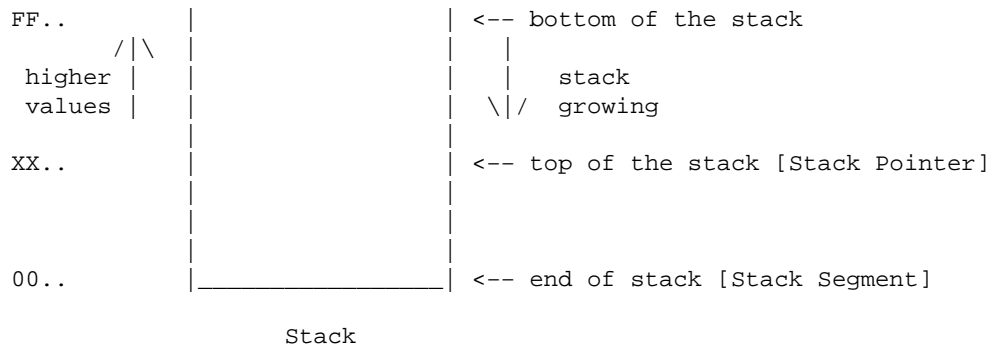 FF.. | | <-- bottom of the stack
/|\ | | |
higher | | | | stack
values | | | \|/ growing
| |
XX.. | | <-- top of the stack [Stack Pointer]
| |
| |
| |
00.. |_________________| <-- end of stack [Stack Segment]
Stack